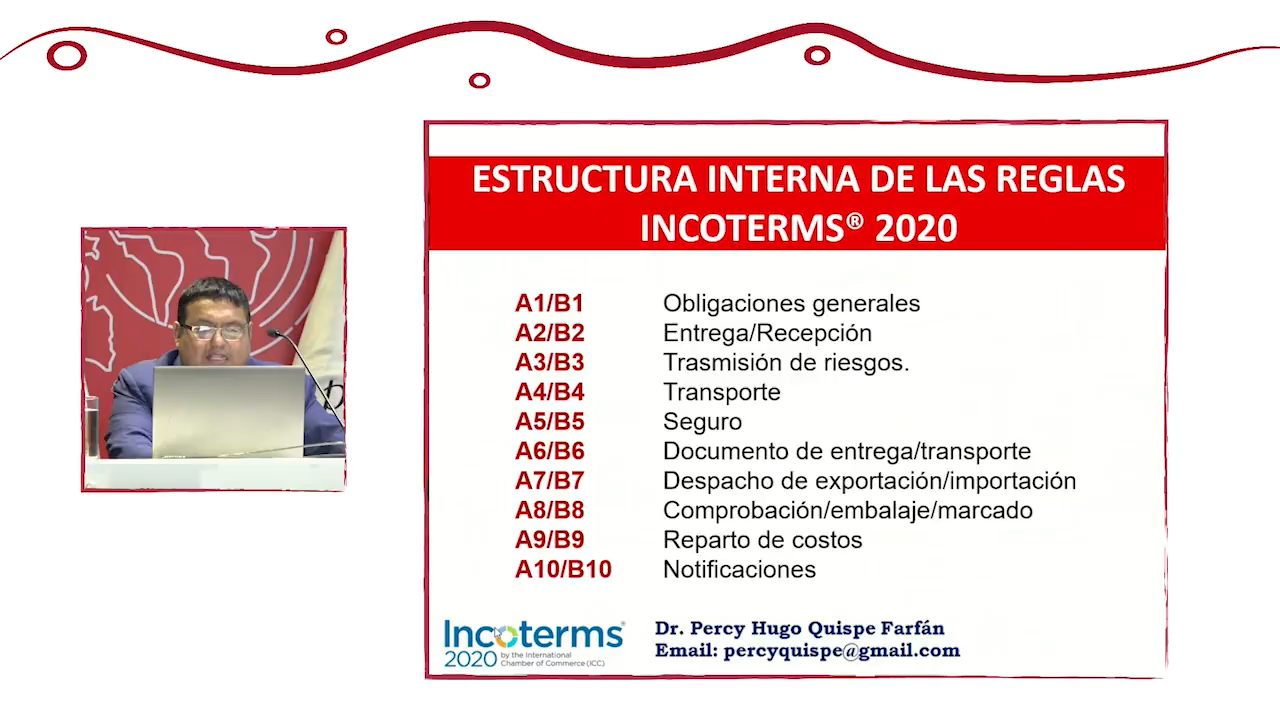 ESTRUCTURA INTERNA DE LAS REGLAS
INCOTERMS® 2020
A1/B1 Obligaciones generales
A2/B2 Entrega/Recepción
A3/B3 Trasmisión de riesgos.
A4/B4 Transporte
A5/B5 Seguro
A6/B6 Documento de entrega/transporte
A7/B7 Despacho de exportación/importación
A8/B8 Comprobación/embalaje/marcado
A9/B9 Reparto de costos
A10/B10 Notificaciones
Incoterms®
2020 by the International
Chamber of Commerce (ICC)
Dr. Percy Hugo Quispe Farfán
Email: percyquispe@gmail.com